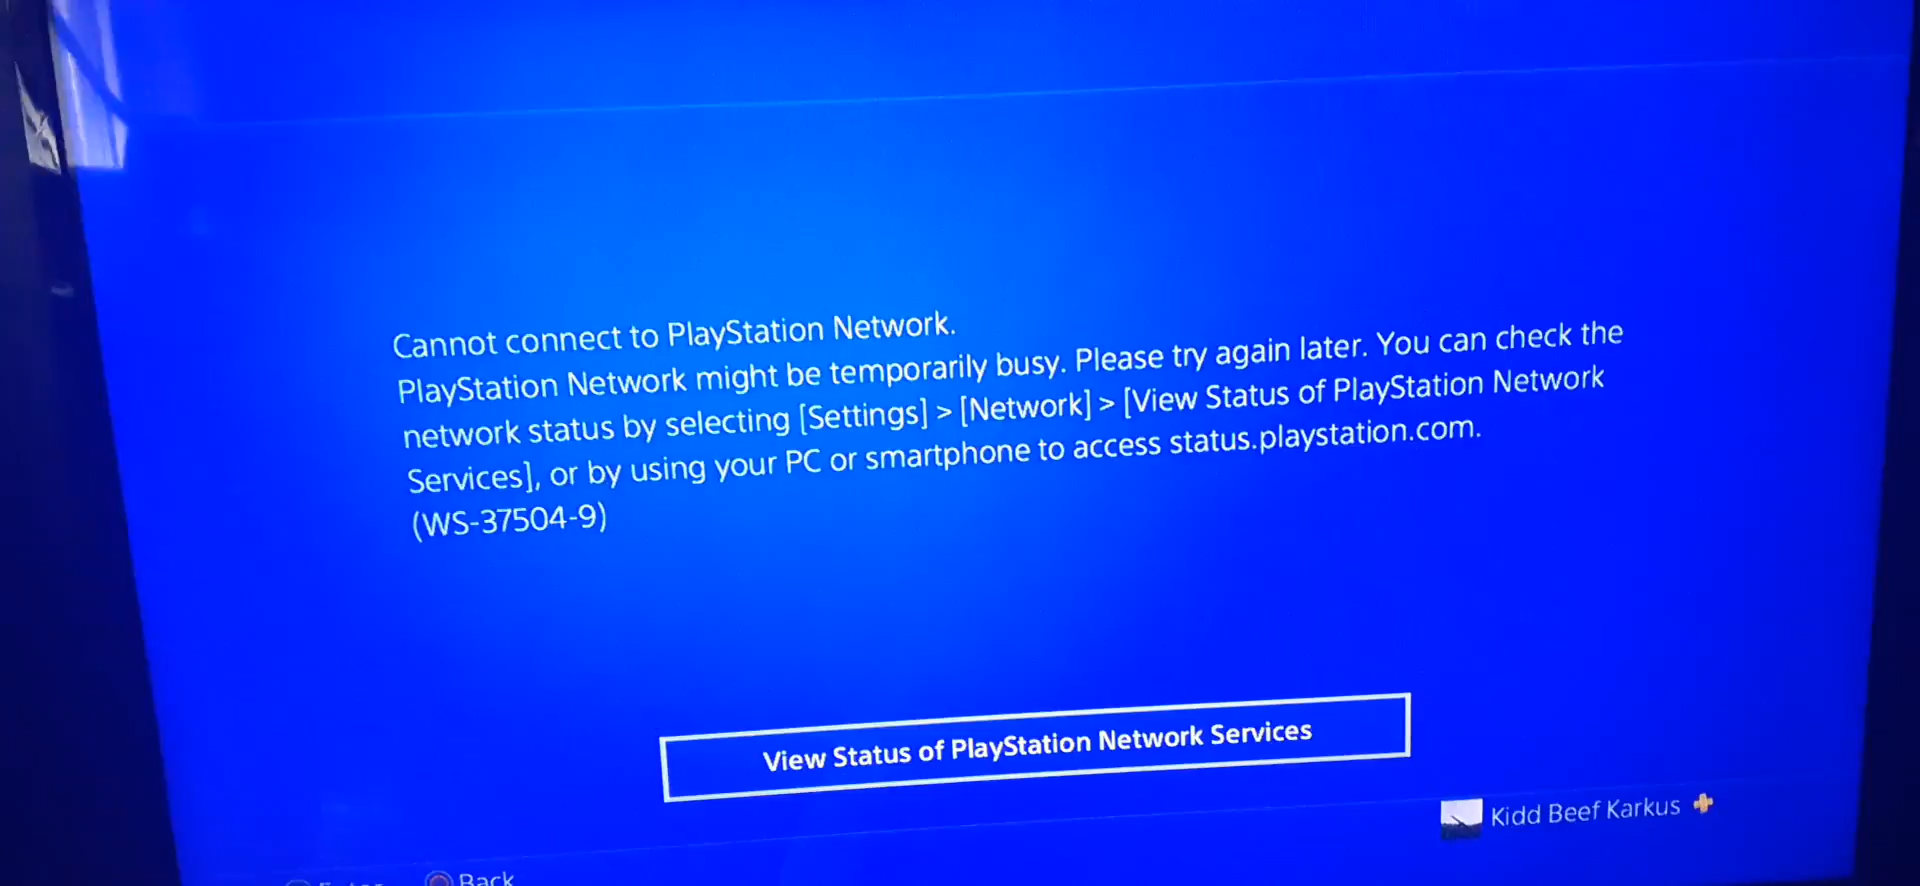 Cannot connect to PlayStation Network.
PlayStation Network might be temporarily busy. Please try again later. You can check the
network status by selecting [Settings] > [Network] > [View Status of PlayStation Network
Services], or by using your PC or smartphone to access status.playstation.com.
(WS-37504-9)
View Status of PlayStation Network Services
Kidd Beef Karkus
Back